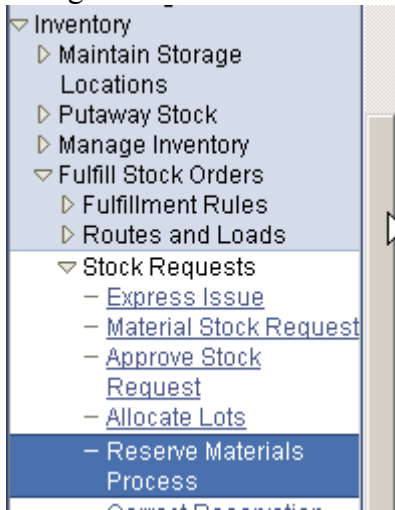 Inventory
Maintain Storage
Locations
Putaway Stock
Manage Inventory
Fulfill Stock Orders
Fulfillment Rules
Routes and Loads
Stock Requests
– Express Issue
– Material Stock Request
– Approve Stock
Request
– Allocate Lots
– Reserve Materials
Process